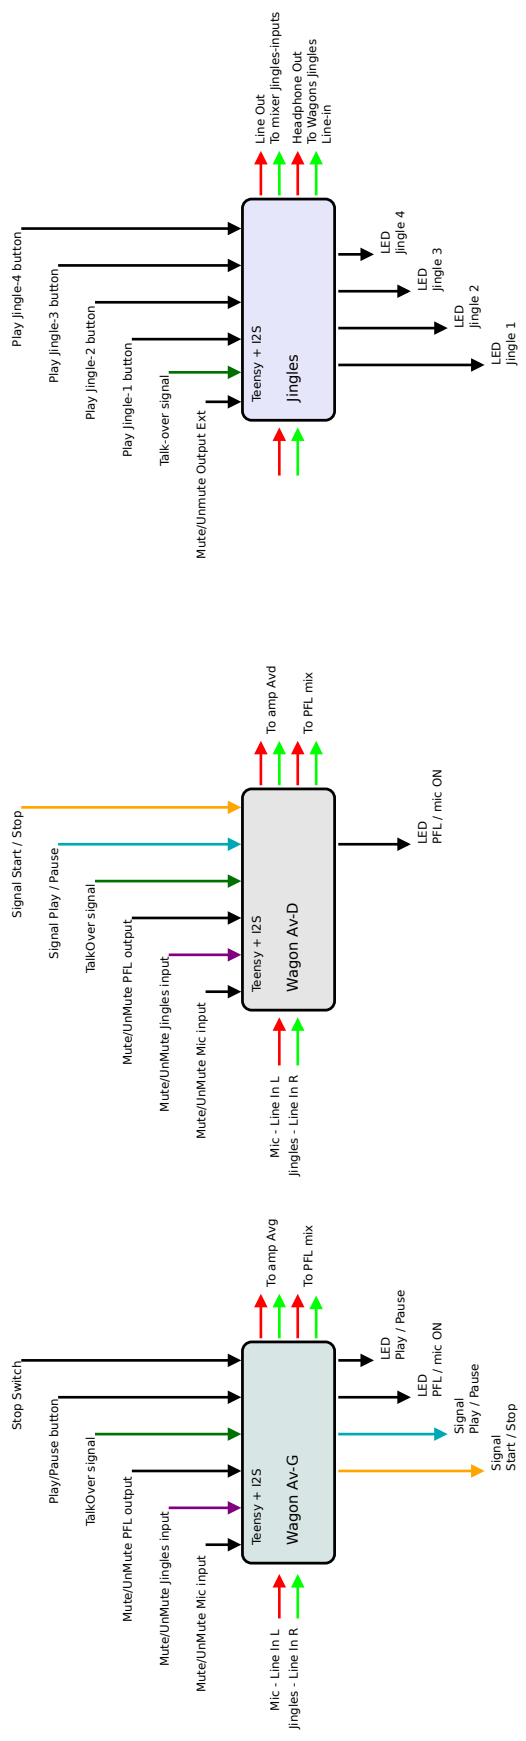 Stop Switch
Play/Pause button
TalkOver signal
Mute/UnMute PFL output
Mute/UnMute Jingles input
Mute/UnMute Mic input
Teensy + I2S
Wagon Av-G
Mic - Line In L
Jingles - Line In R
To amp Avg
To PFL mix
LED
Play / Pause
LED
PFL / mic ON
Signal
Play / Pause
Signal
Start / Stop
Signal Start / Stop
Signal Play / Pause
TalkOver signal
Mute/UnMute PFL output
Mute/UnMute Jingles input
Mute/UnMute Mic input
Teensy + I2S
Wagon Av-D
Mic - Line In L
Jingles - Line In R
To amp Avd
To PFL mix
LED
PFL / mic ON
Play Jingle-4 button
Play Jingle-3 button
Play Jingle-2 button
Play Jingle-1 button
Talk-over signal
Mute/Unmute Output Ext
Teensy + I2S
Jingles
Line Out
To mixer Jingles-inputs
Headphone Out
To Wagons Jingles
Line-in
LED
Jingle 4
LED
Jingle 3
LED
Jingle 2
LED
Jingle 1